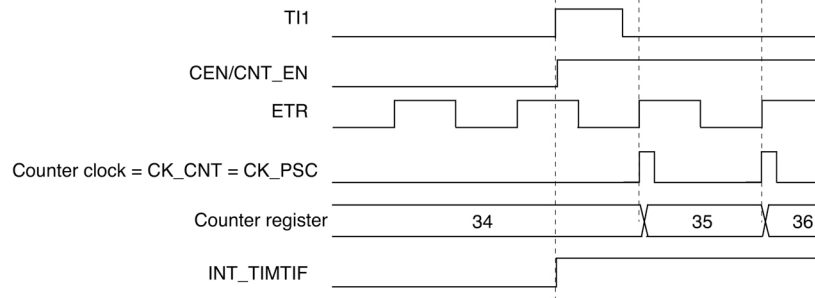 TI1
CEN/CNT_EN
ETR
Counter clock = CK_CNT = CK_PSC
Counter register 34 35 36
INT_TIMTIF